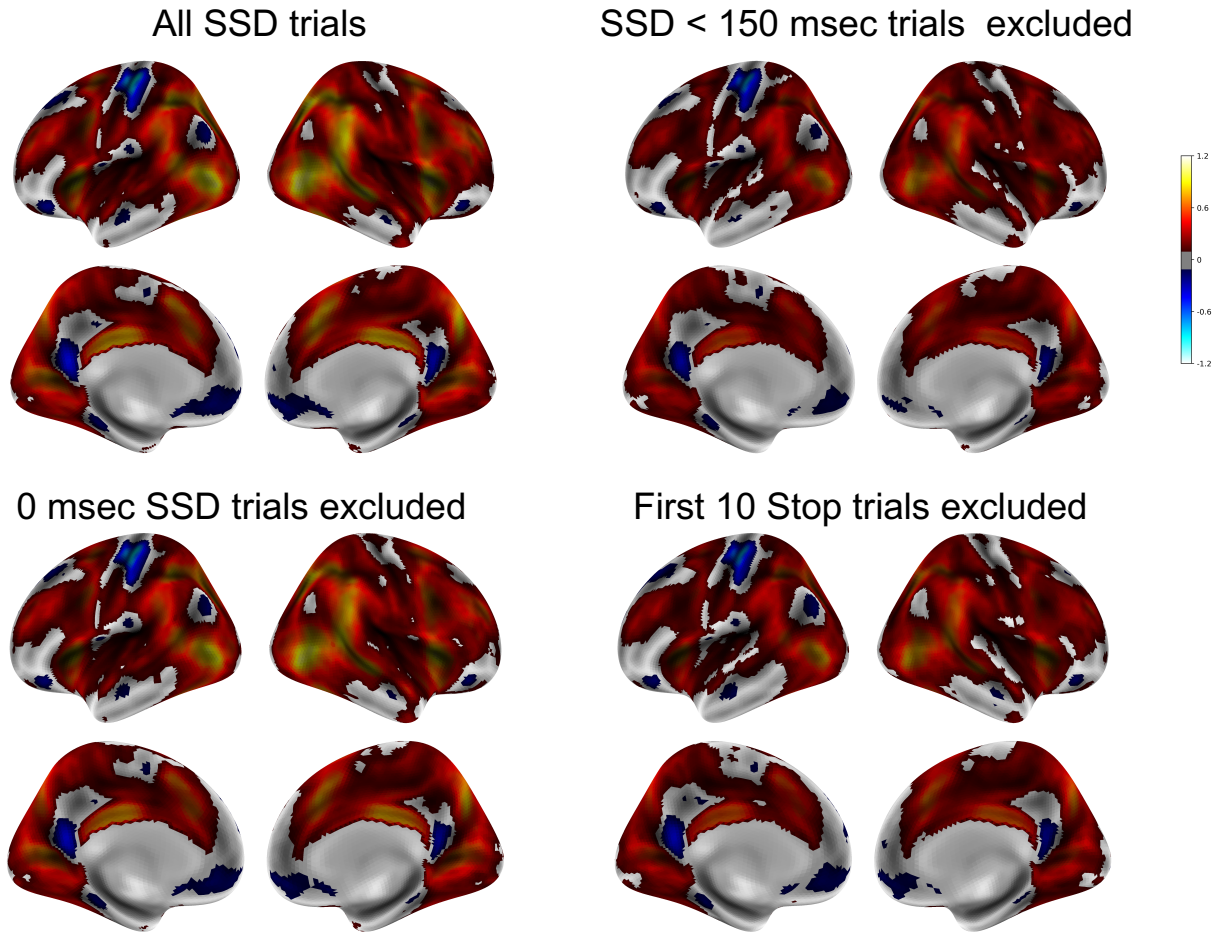 All SSD trials
SSD < 150 msec trials excluded
1.2
0.6
0
-0.6
-1.2
0 msec SSD trials excluded
First 10 Stop trials excluded